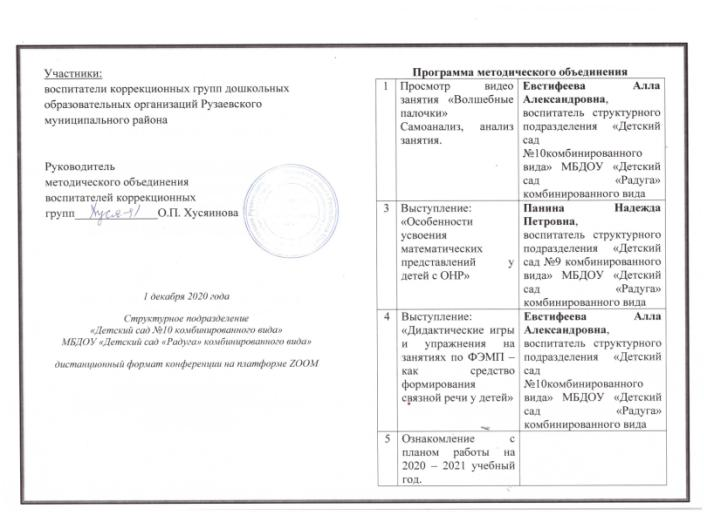 Участники:
воспитатели коррекционных групп дошкольных
образовательных организаций Рузаевского
муниципального района
Руководитель
методического объединения
воспитателей коррекционных
групп______________О.П. Хусяинова
1 декабря 2020 года
Структурное подразделение
«Детский сад №10 комбинированного вида»
МБДОУ «Детский сад «Радуга» комбинированного вида»
дистанционный формат конференции на платформе ZOOM
Программа методического объединения
1
Просмотр видео
занятия «Волшебные
палочки»
Самоанализ, анализ
занятия.
Евстифеева Алла
Александровна,
воспитатель структурного
подразделения «Детский
сад
№10комбинированного
вида» МБДОУ «Детский
сад «Радуга»
комбинированного вида
3
Выступление:
«Особенности
усвоения
математических
представлений у
детей с ОНР»
Панина Надежда
Петровна,
воспитатель структурного
подразделения «Детский
сад №9 комбинированного
вида» МБДОУ «Детский
сад «Радуга»
комбинированного вида
4
Выступление:
«Дидактические игры
и упражнения на
занятиях по ФЭМП –
как средство
формирования
связной речи у детей»
Евстифеева Алла
Александровна,
воспитатель структурного
подразделения «Детский
сад
№10комбинированного
вида» МБДОУ «Детский
сад «Радуга»
комбинированного вида
5
Ознакомление с
планом работы на
2020 – 2021 учебный
год.